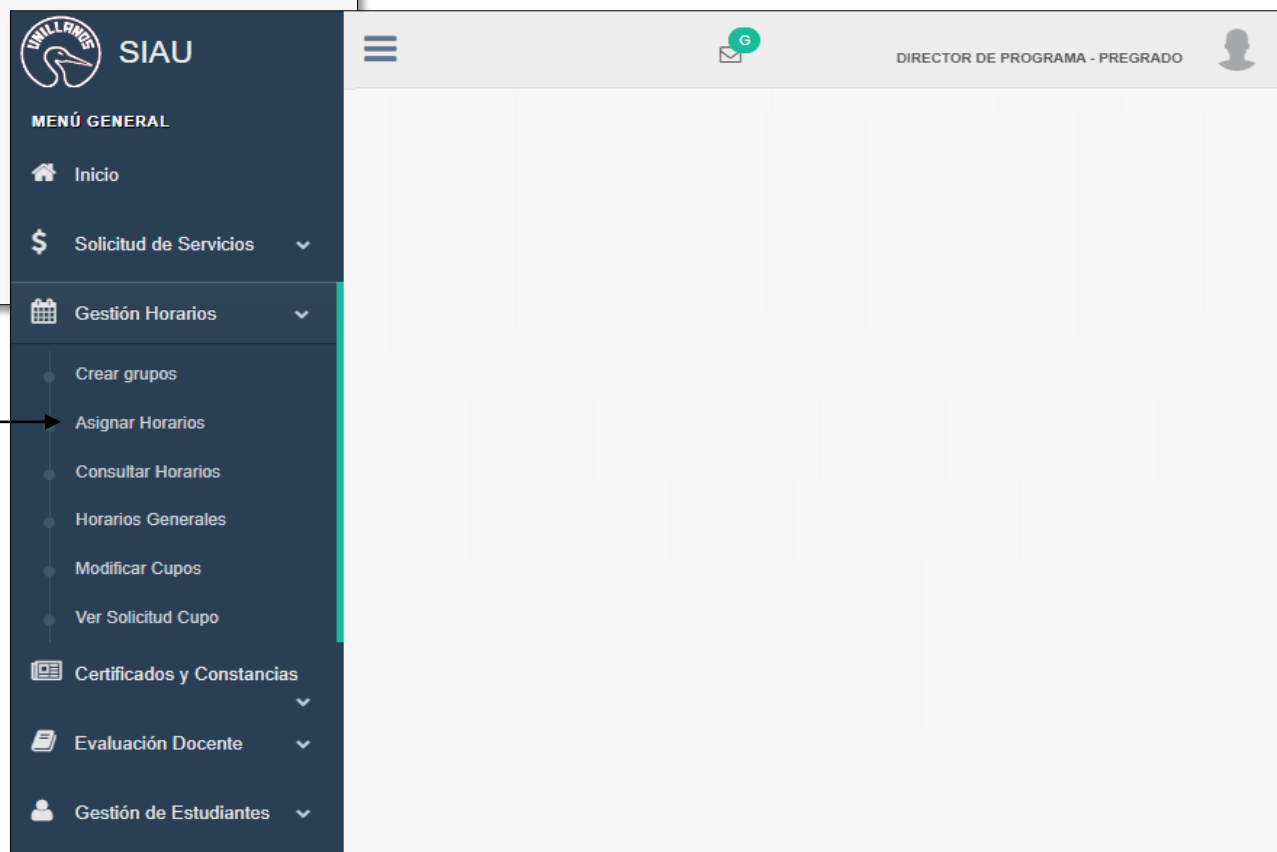 UNILLANOS
SIAU
G
DIRECTOR DE PROGRAMA - PREGRADO
MENÚ GENERAL
Inicio
Solicitud de Servicios
Gestión Horarios
Crear grupos
Asignar Horarios
Consultar Horarios
Horarios Generales
Modificar Cupos
Ver Solicitud Cupo
Certificados y Constancias
Evaluación Docente
Gestión de Estudiantes